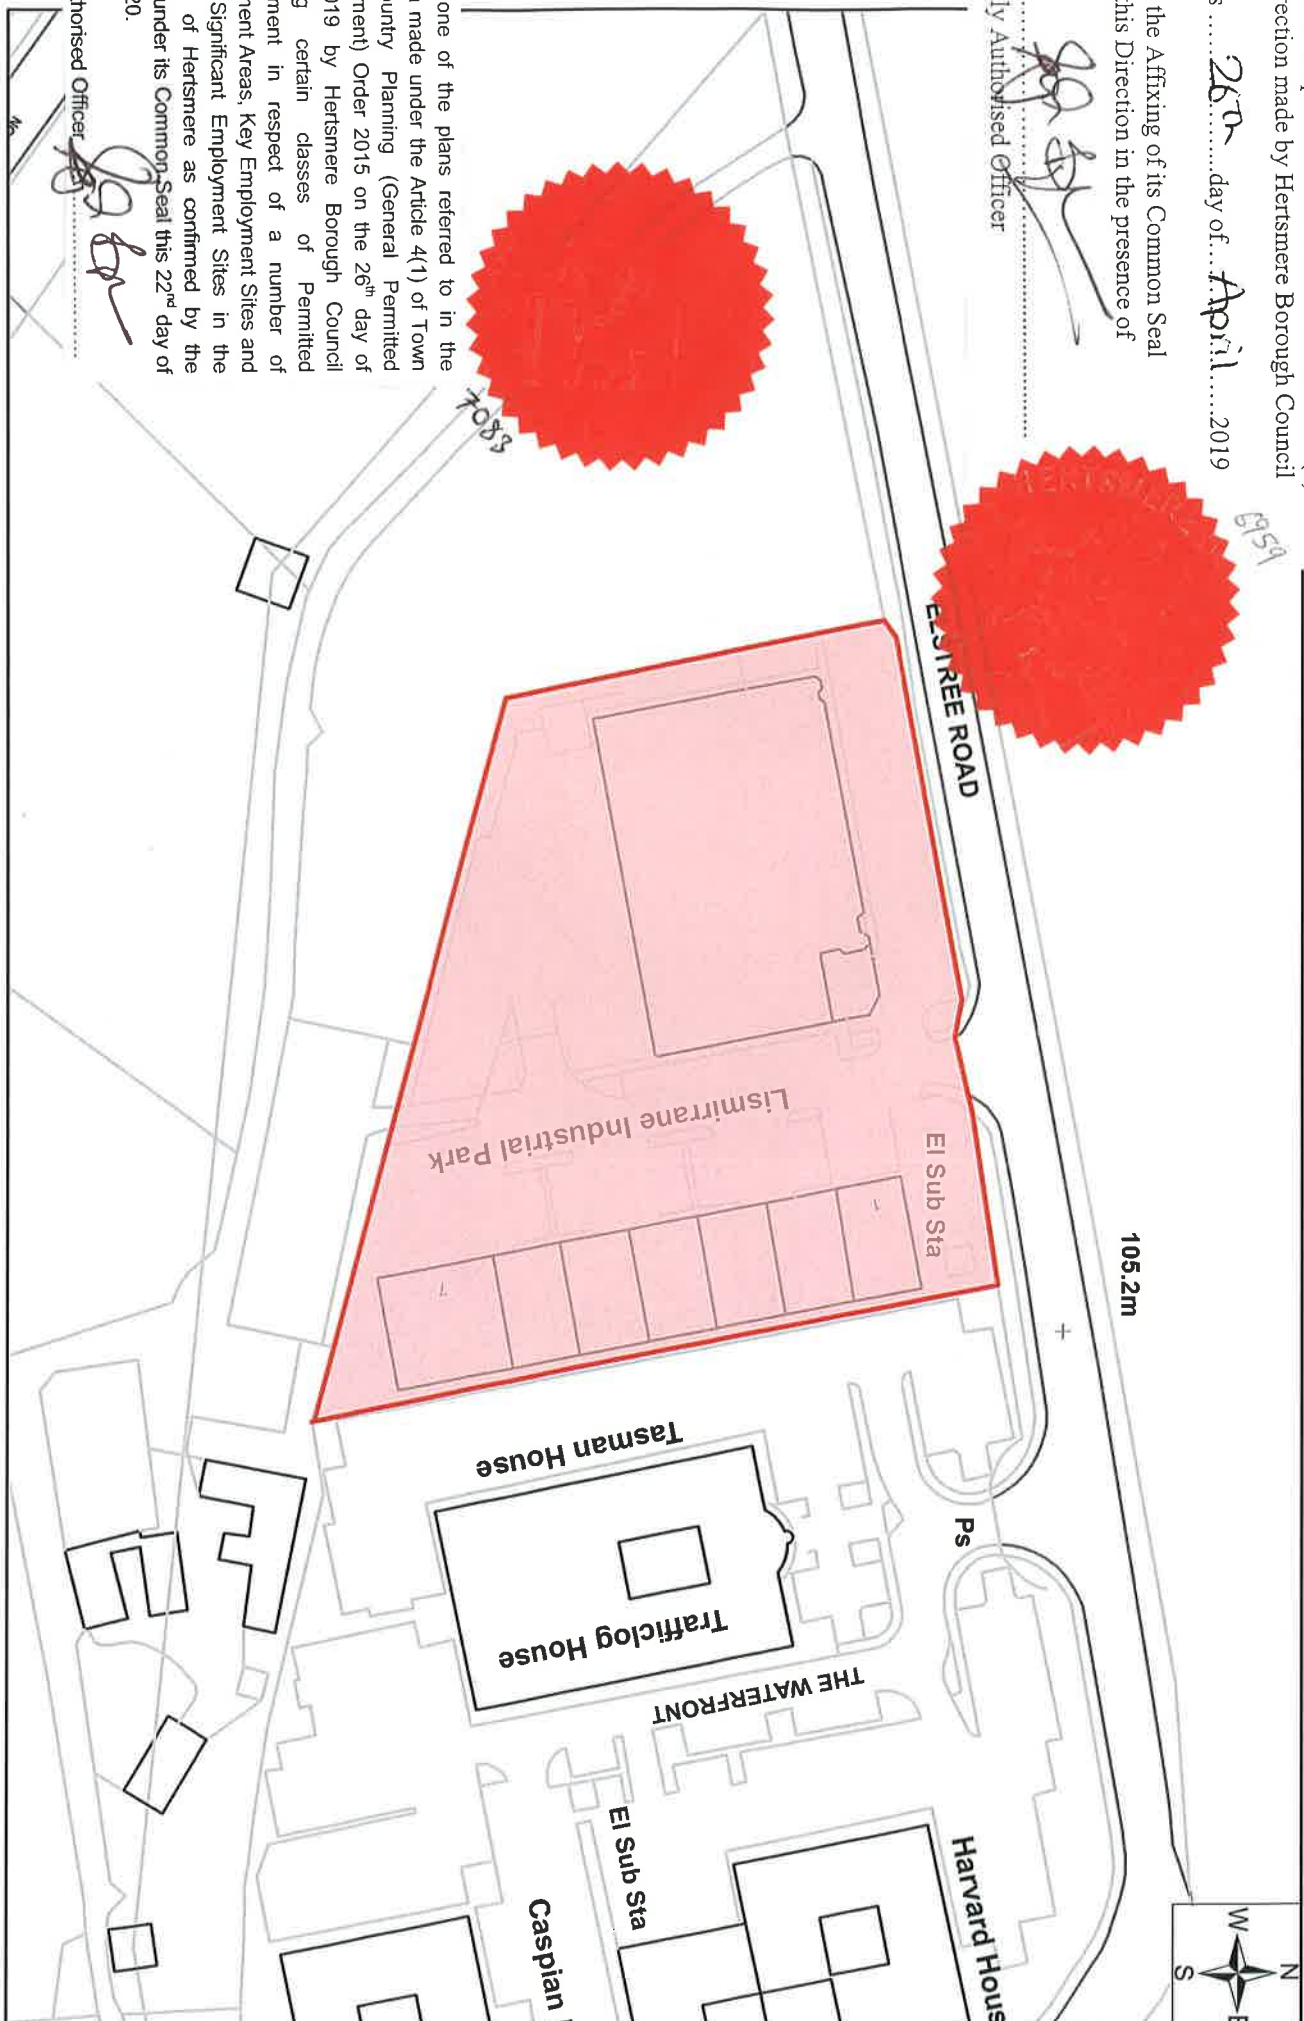 rection made by Hertsmere Borough Council
s ......26th.......day of...April.....2019
the Affixing of its Common Seal
his Direction in the presence of
ly Authorised Officer
6959
HERTSMERE
one of the plans referred to in the
made under the Article 4(1) of Town
ountry Planning (General Permitted
ment) Order 2015 on the 26th day of
019 by Hertsmere Borough Council
g certain classes of Permitted
ment in respect of a number of
ment Areas, Key Employment Sites and
Significant Employment Sites in the
of Hertsmere as confirmed by the
under its Common Seal this 22nd day of
20.
thorised Officer
7083
ELSTREE ROAD
105.2m
El Sub Sta
Lismirrane Industrial Park
1
7
Tasman House
Trafficlog House
Ps
THE WATERFRONT
El Sub Sta
Harvard Hous
Caspian
N
W
E
S